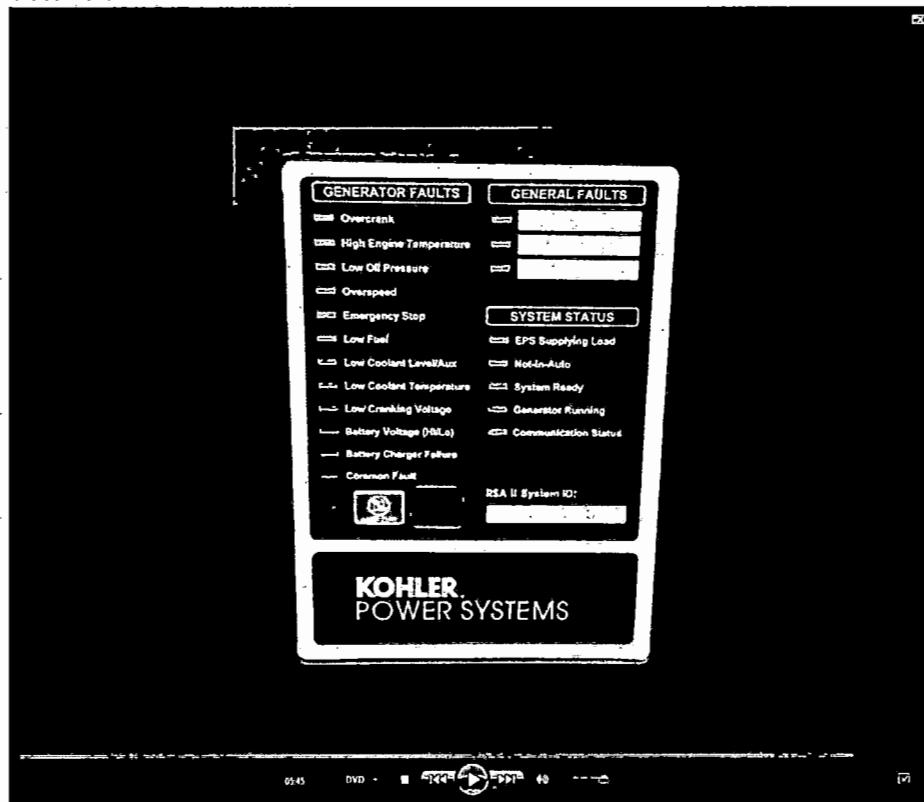 GENERATOR FAULTS
Overcrank
High Engine Temperature
Low Oil Pressure
Overspeed
Emergency Stop
Low Fuel
Low Coolant Level/Aux
Low Coolant Temperature
Low Cranking Voltage
Battery Voltage (Hi/Lo)
Battery Charger Failure
Common Fault
GENERAL FAULTS
SYSTEM STATUS
EPS Supplying Load
Not-In-Auto
System Ready
Generator Running
Communication Status
RSA II System ID:
KOHLER.
POWER SYSTEMS
05:45
DVD